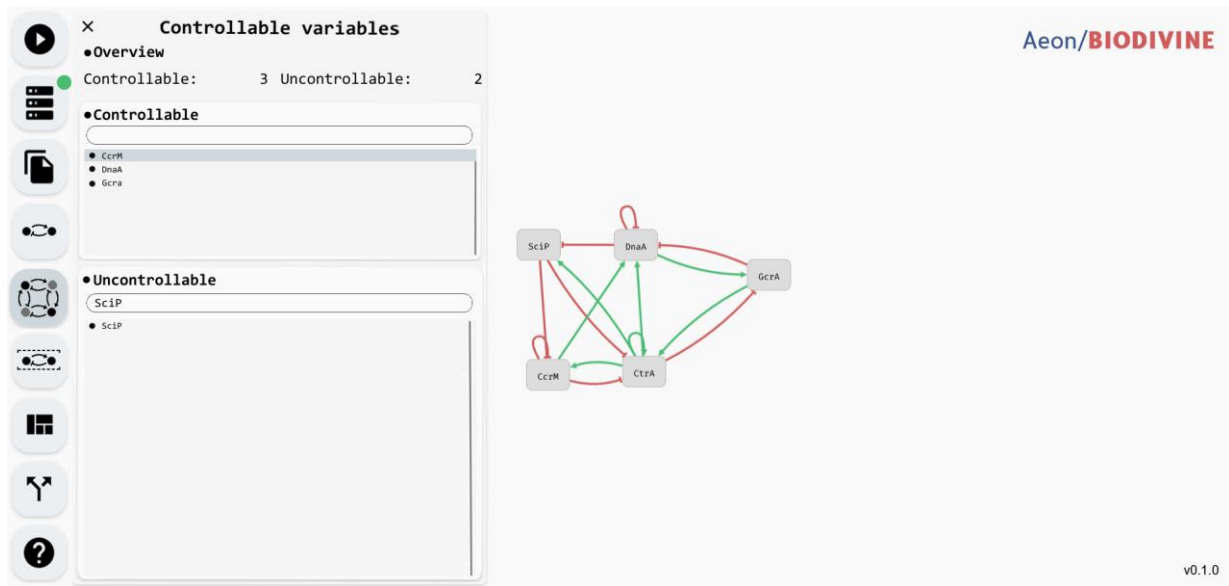 × Controllable variables
●Overview
Controllable: 3 Uncontrollable: 2
●Controllable
● CcrM
● DnaA
● Gcra
●Uncontrollable
SciP
● SciP
Aeon/BIODIVINE
SciP
DnaA
GcrA
CcrM
CtrA
?
v0.1.0